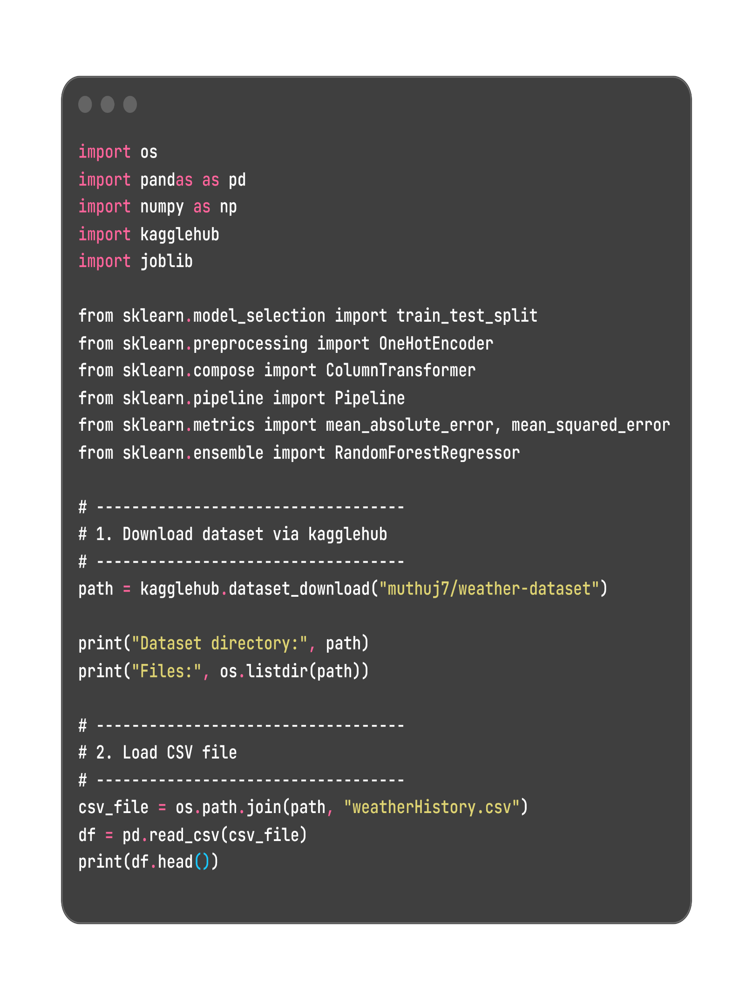 import os
import pandas as pd
import numpy as np
import kagglehub
import joblib
from sklearn.model_selection import train_test_split
from sklearn.preprocessing import OneHotEncoder
from sklearn.compose import ColumnTransformer
from sklearn.pipeline import Pipeline
from sklearn.metrics import mean_absolute_error, mean_squared_error
from sklearn.ensemble import RandomForestRegressor
# -----------------------------------
# 1. Download dataset via kagglehub
# -----------------------------------
path = kagglehub.dataset_download("muthuj7/weather-dataset")
print("Dataset directory:", path)
print("Files:", os.listdir(path))
# -----------------------------------
# 2. Load CSV file
# -----------------------------------
csv_file = os.path.join(path, "weatherHistory.csv")
df = pd.read_csv(csv_file)
print(df.head())